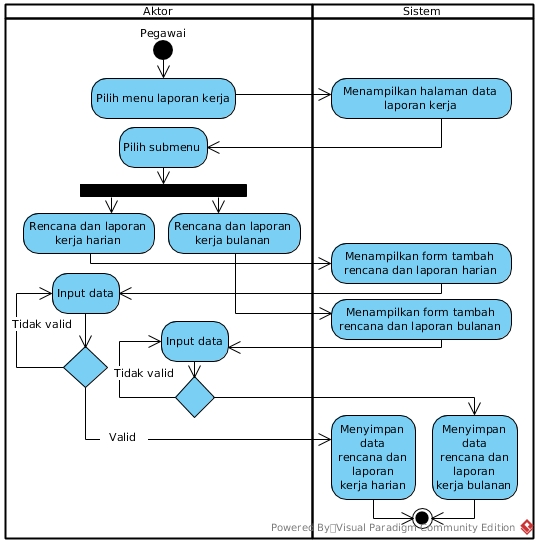 Aktor
Sistem
Pegawai
Pilih menu laporan kerja
Menampilkan halaman data
laporan kerja
Pilih submenu
Rencana dan laporan
kerja harian
Rencana dan laporan
kerja bulanan
Menampilkan form tambah
rencana dan laporan harian
Input data
Menampilkan form tambah
rencana dan laporan bulanan
Tidak valid
Input data
Tidak valid
Valid
Menyimpan
data
rencana dan
laporan
kerja harian
Menyimpan
data
rencana dan
laporan
kerja bulanan
Powered By Visual Paradigm Community Edition